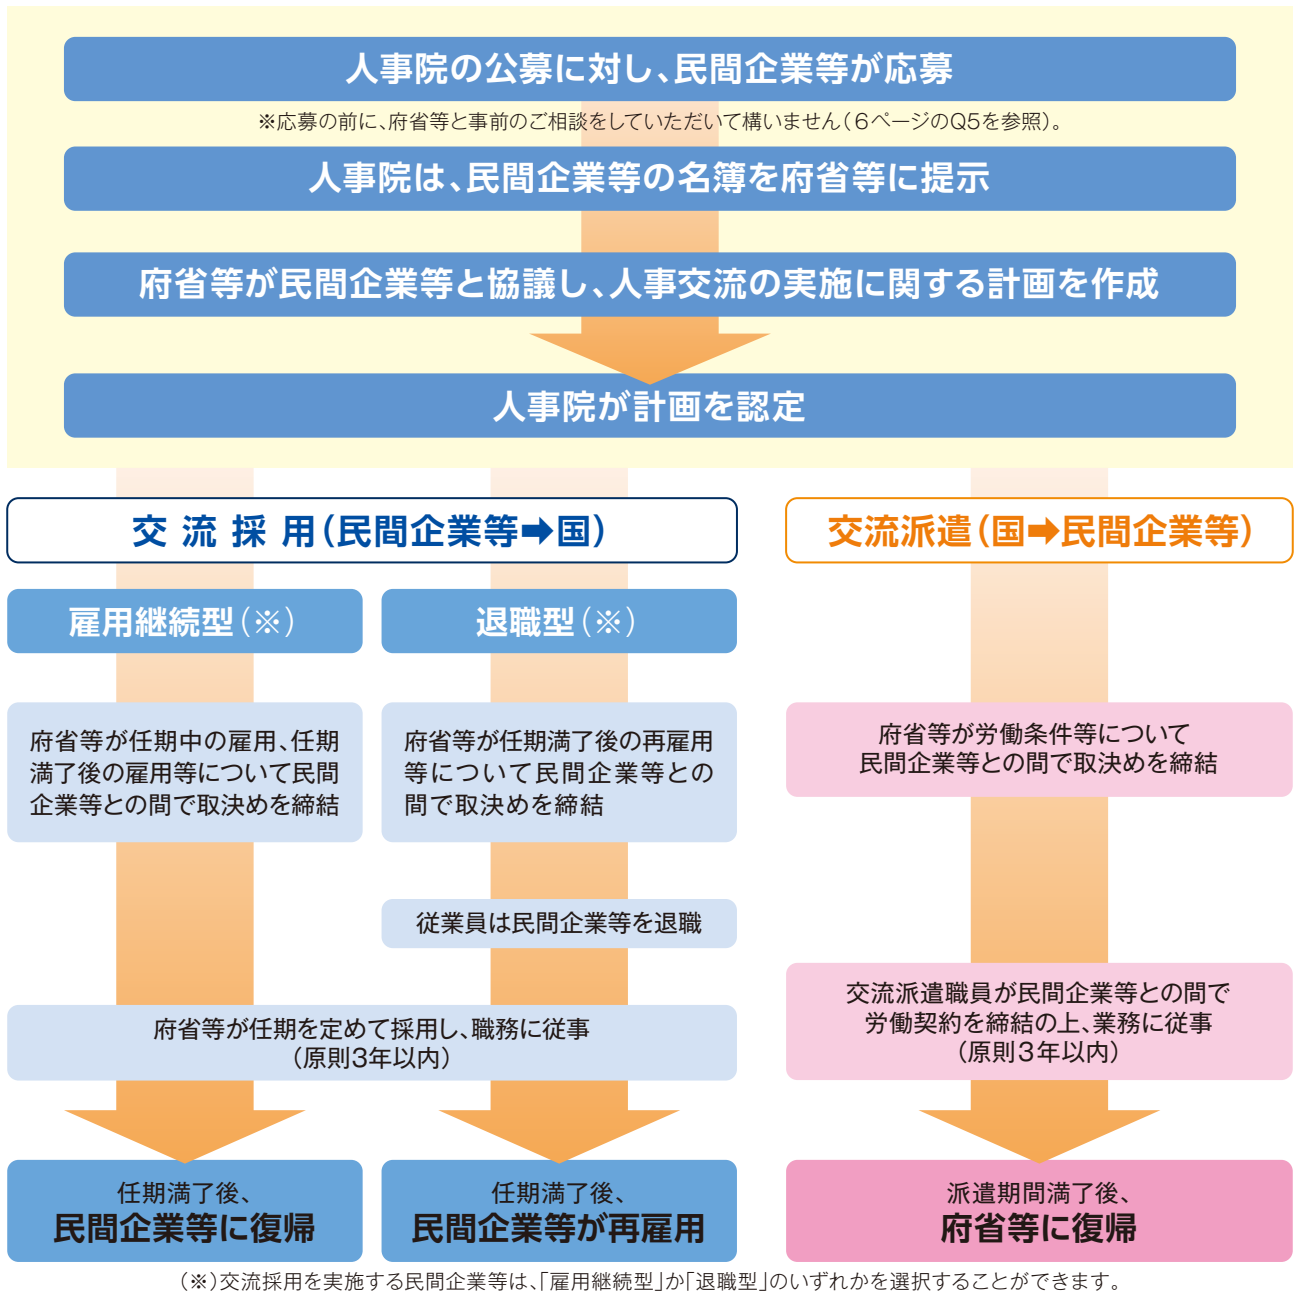 人事院の公募に対し、民間企業等が応募
※応募の前に、府省等と事前のご相談をしていただいて構いません（6ページのQ5を参照）。
人事院は、民間企業等の名簿を府省等に提示
府省等が民間企業等と協議し、人事交流の実施に関する計画を作成
人事院が計画を認定
交流採用（民間企業等➡国）
雇用継続型（※）
府省等が任期中の雇用、任期
満了後の雇用等について民間
企業等との間で取決めを締結
退職型（※）
府省等が任期満了後の再雇用
等について民間企業等との
間で取決めを締結
従業員は民間企業等を退職
府省等が任期を定めて採用し、職務に従事
（原則3年以内）
任期満了後、
民間企業等に復帰
任期満了後、
民間企業等が再雇用
交流派遣（国➡民間企業等）
府省等が労働条件等について
民間企業等との間で取決めを締結
交流派遣職員が民間企業等との間で
労働契約を締結の上、業務に従事
（原則3年以内）
派遣期間満了後、
府省等に復帰
（※）交流採用を実施する民間企業等は、「雇用継続型」か「退職型」のいずれかを選択することができます。